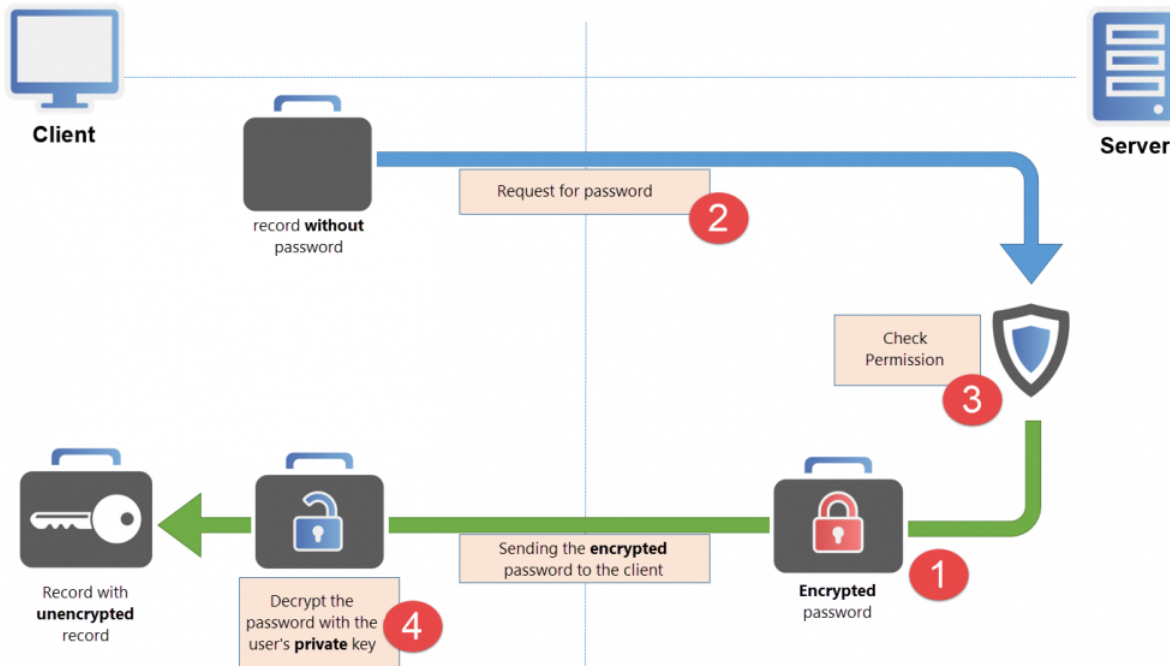 Client
Server
record without
password
Request for password
2
Check
Permission
3
Sending the encrypted
password to the client
Encrypted
password
1
Record with
unencrypted
record
Decrypt the
password with the
user's private key
4